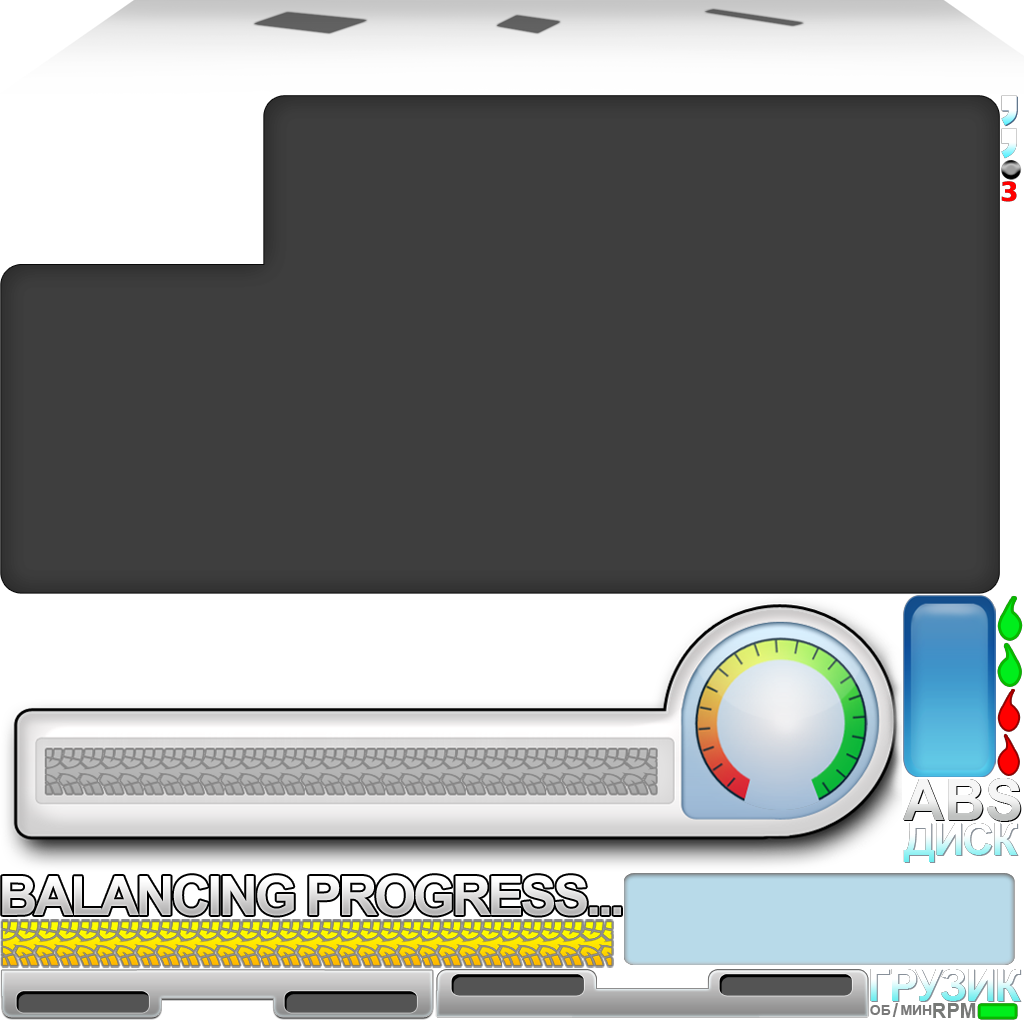 ,
,
3
ABS
ДИСК
BALANCING PROGRESS...
ГРУЗИК
ОБ/МИН RPM